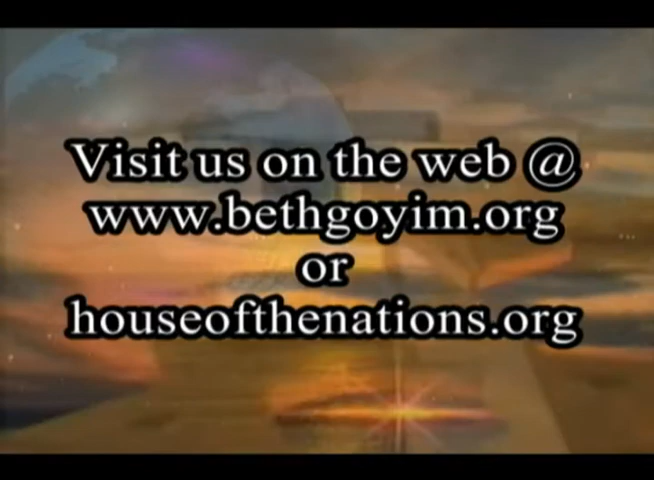 Visit us on the web @
www.bethgoyim.org
or
houseofthenations.org